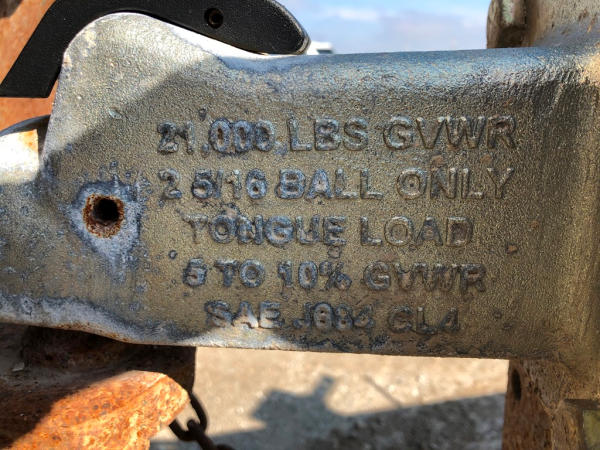 21,000 LBS GVWR
2 5/16 BALL ONLY
TONGUE LOAD
5 TO 10% GVWR
SAE J684 CL4